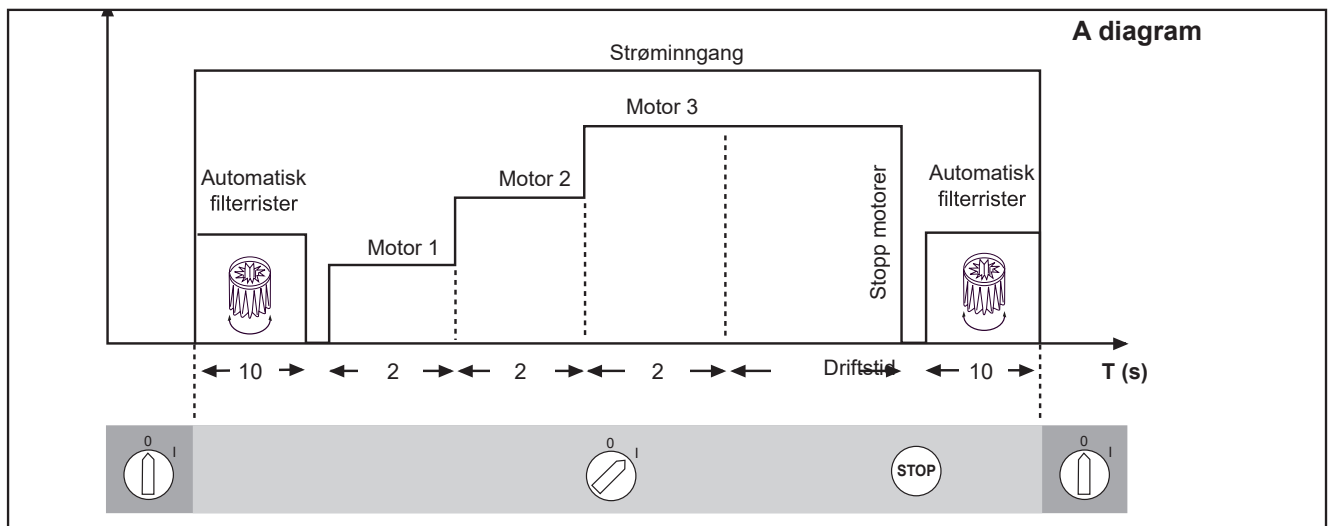 A diagram
Strøminngang
Motor 3
Automatisk
filterrister
Motor 2
Motor 1
Stopp motorer
Automatisk
filterrister
10 2 2 2 Driftstid 10 T (s)
0 I 0 I STOP 0 I